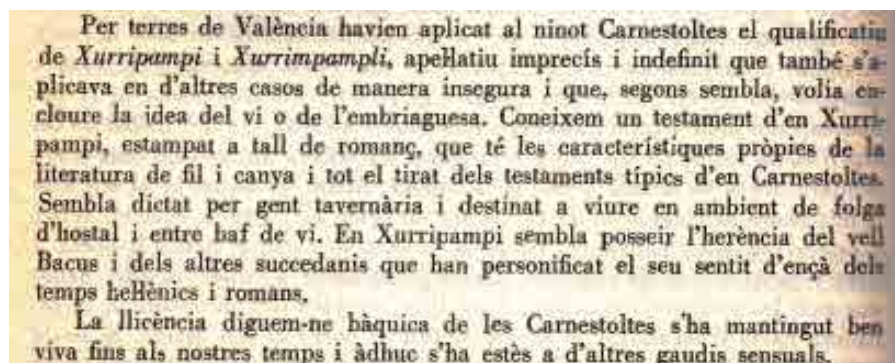 Per terres de València havien aplicat al ninot Carnestoltes el qualificatiu
de Xurripampi i Xurrimpampli, apeŀlatiu imprecís i indefinit que també s'a-
plicava en d'altres casos de manera insegura i que, segons sembla, volia en-
cloure la idea del vi o de l'embriaguesa. Coneixem un testament d'en Xurri-
pampi, estampat a tall de romanç, que té les característiques pròpies de la
literatura de fil i canya i tot el tirat dels testaments típics d'en Carnestoltes.
Sembla dictat per gent tavernària i destinat a viure en ambient de folga
d'hostal i entre baf de vi. En Xurripampi sembla posseir l'herència del vell
Bacus i dels altres succedanis que han personificat el seu sentit d'ençà dels
temps heŀlènics i romans.
La llicència diguem-ne bàquica de les Carnestoltes s'ha mantingut ben
viva fins als nostres temps i àdhuc s'ha estès a d'altres gaudis sensuals.